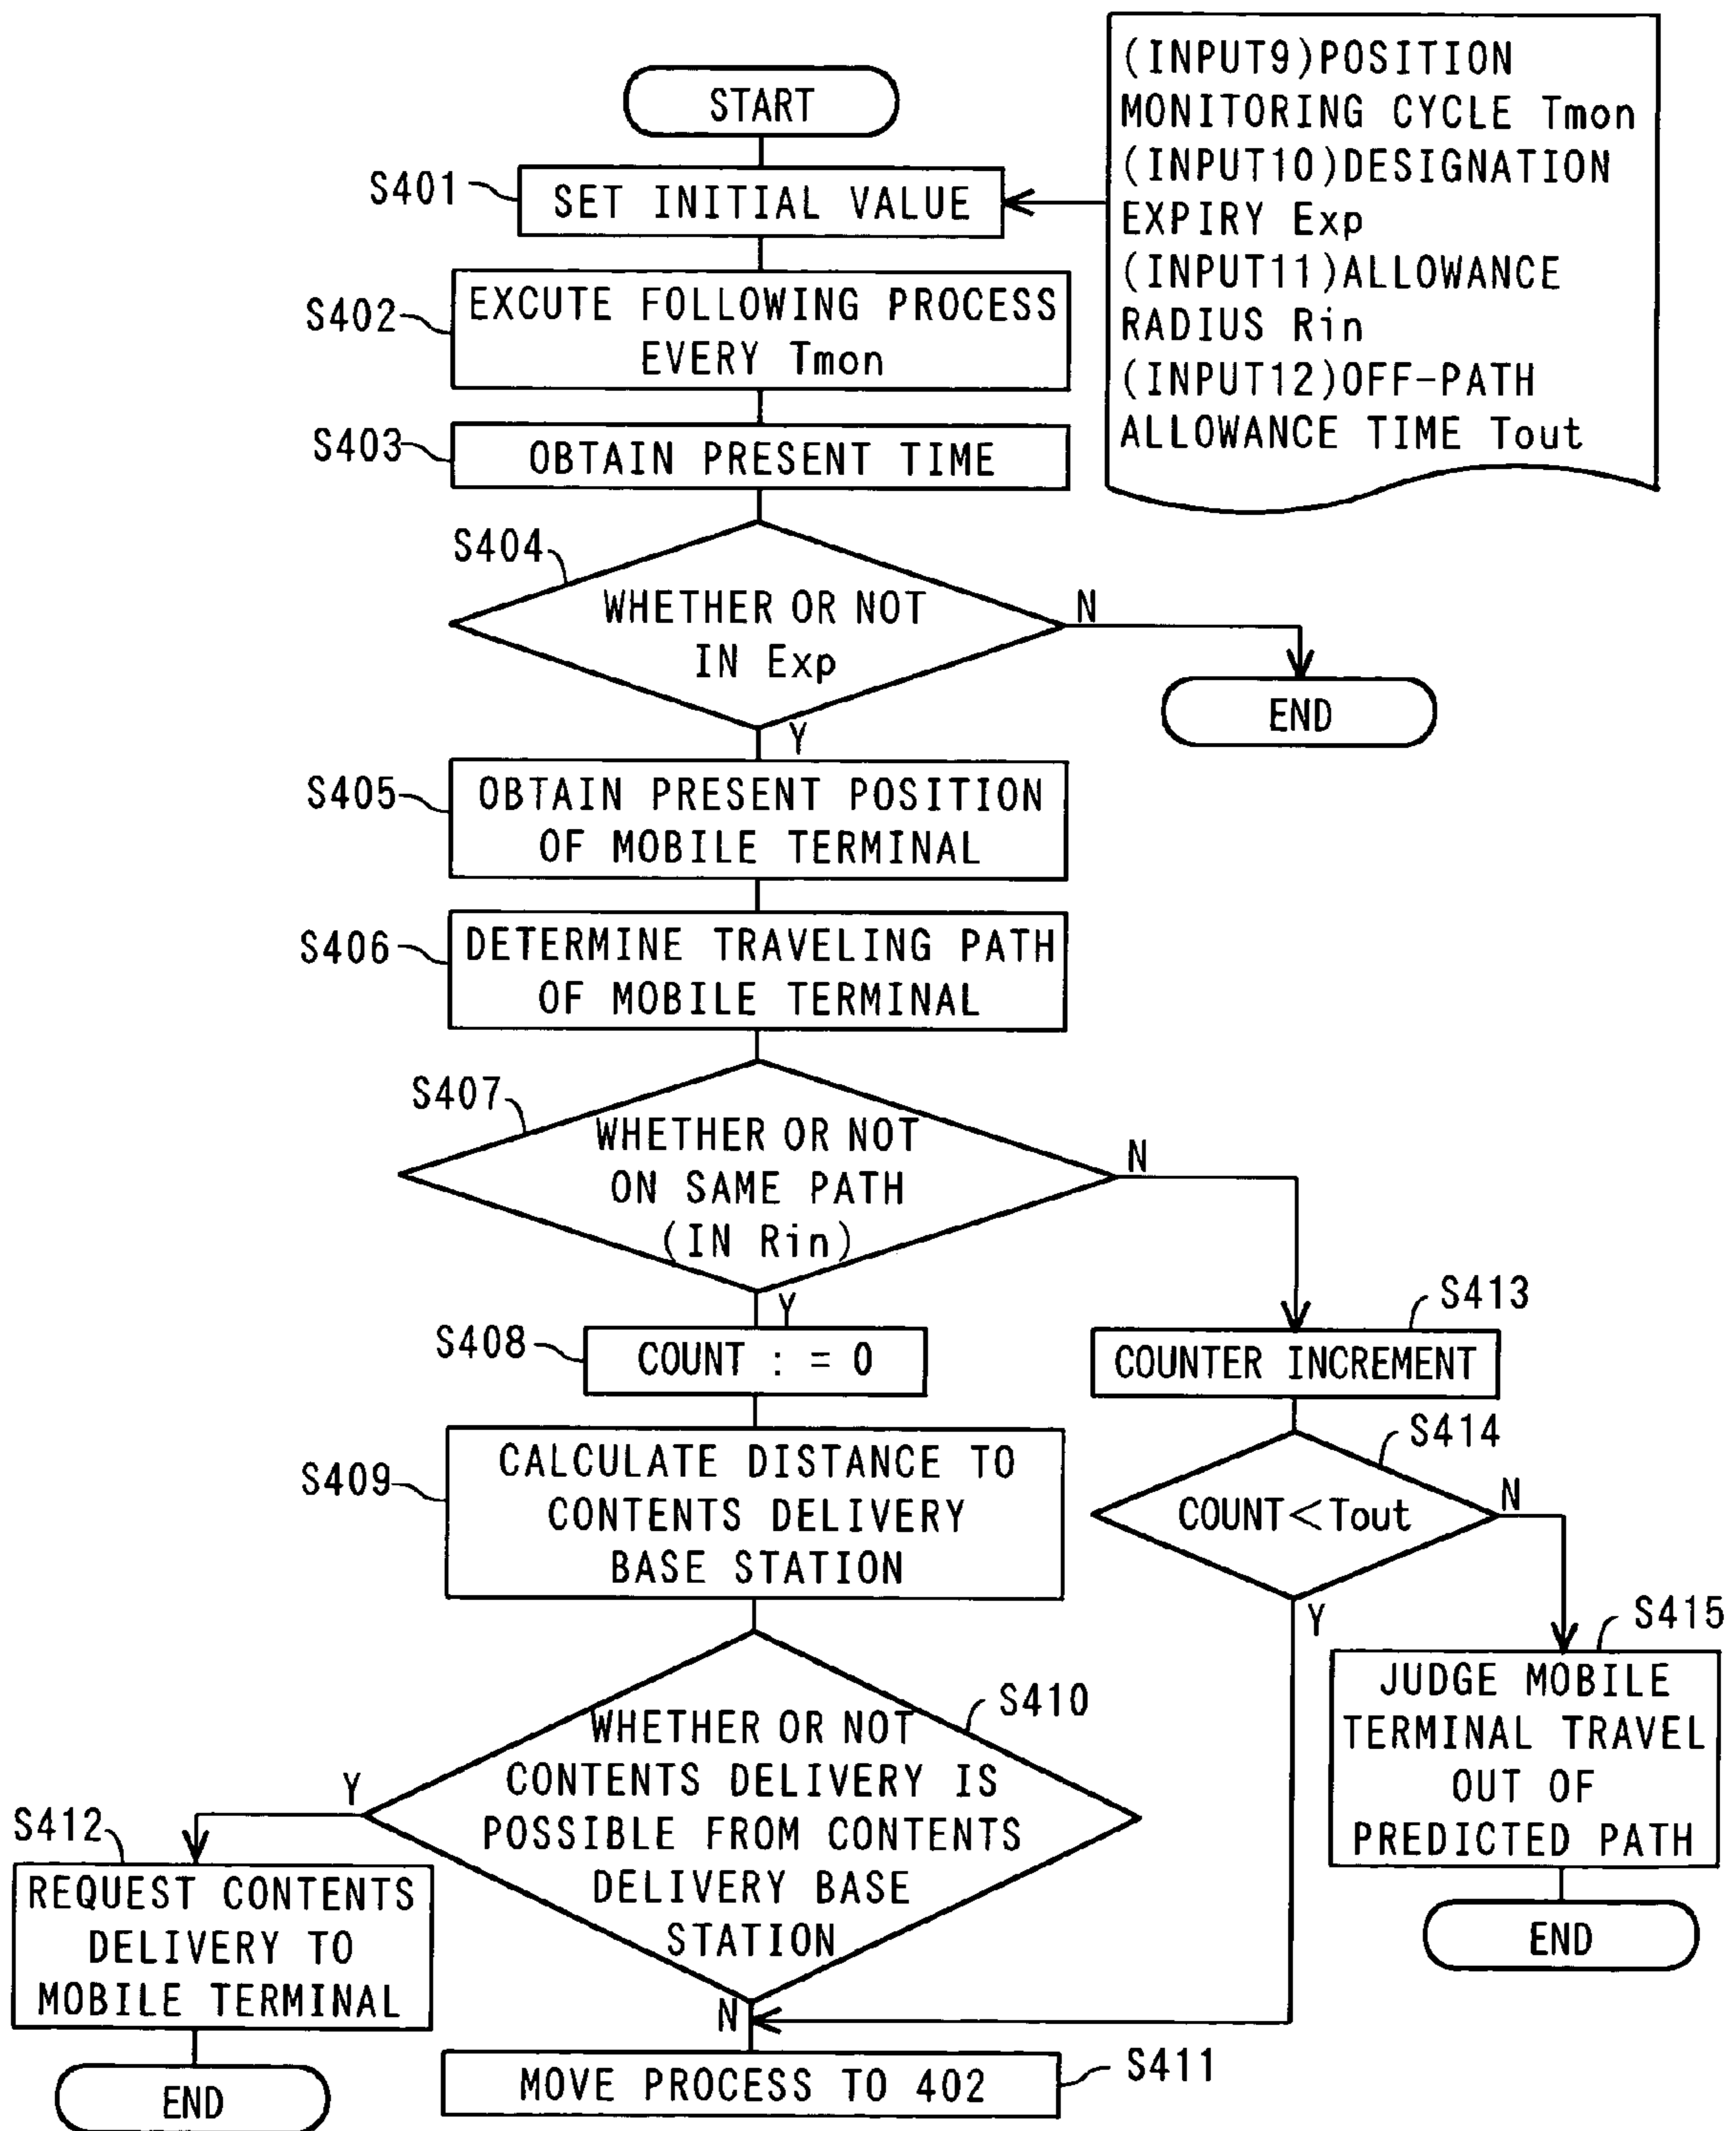 START
(INPUT9)POSITION
MONITORING CYCLE Tmon
(INPUT10)DESIGNATION
EXPIRY Exp
(INPUT11)ALLOWANCE
RADIUS Rin
(INPUT12)OFF-PATH
ALLOWANCE TIME Tout
S401
SET INITIAL VALUE
S402
EXCUTE FOLLOWING PROCESS
EVERY Tmon
S403
OBTAIN PRESENT TIME
S404
WHETHER OR NOT
IN Exp
N
END
Y
S405
OBTAIN PRESENT POSITION
OF MOBILE TERMINAL
S406
DETERMINE TRAVELING PATH
OF MOBILE TERMINAL
S407
WHETHER OR NOT
ON SAME PATH
(IN Rin)
N
Y
S408
COUNT : = 0
S413
COUNTER INCREMENT
S409
CALCULATE DISTANCE TO
CONTENTS DELIVERY
BASE STATION
S414
COUNT<Tout
N
Y
S415
JUDGE MOBILE
TERMINAL TRAVEL
OUT OF
PREDICTED PATH
END
S410
WHETHER OR NOT
CONTENTS DELIVERY IS
POSSIBLE FROM CONTENTS
DELIVERY BASE
STATION
Y
S412
REQUEST CONTENTS
DELIVERY TO
MOBILE TERMINAL
END
N
S411
MOVE PROCESS TO 402